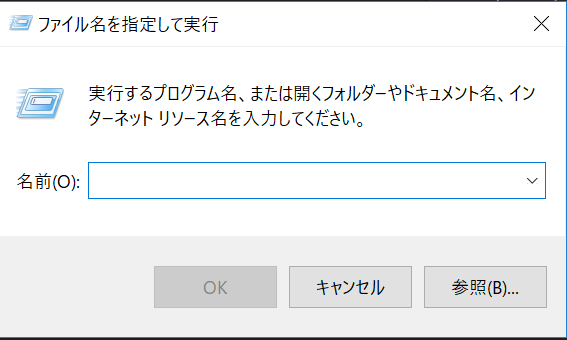 ファイル名を指定して実行
実行するプログラム名、または開くフォルダーやドキュメント名、イン
ターネット リソース名を入力してください。
名前(O):
OK
キャンセル
参照(B)...